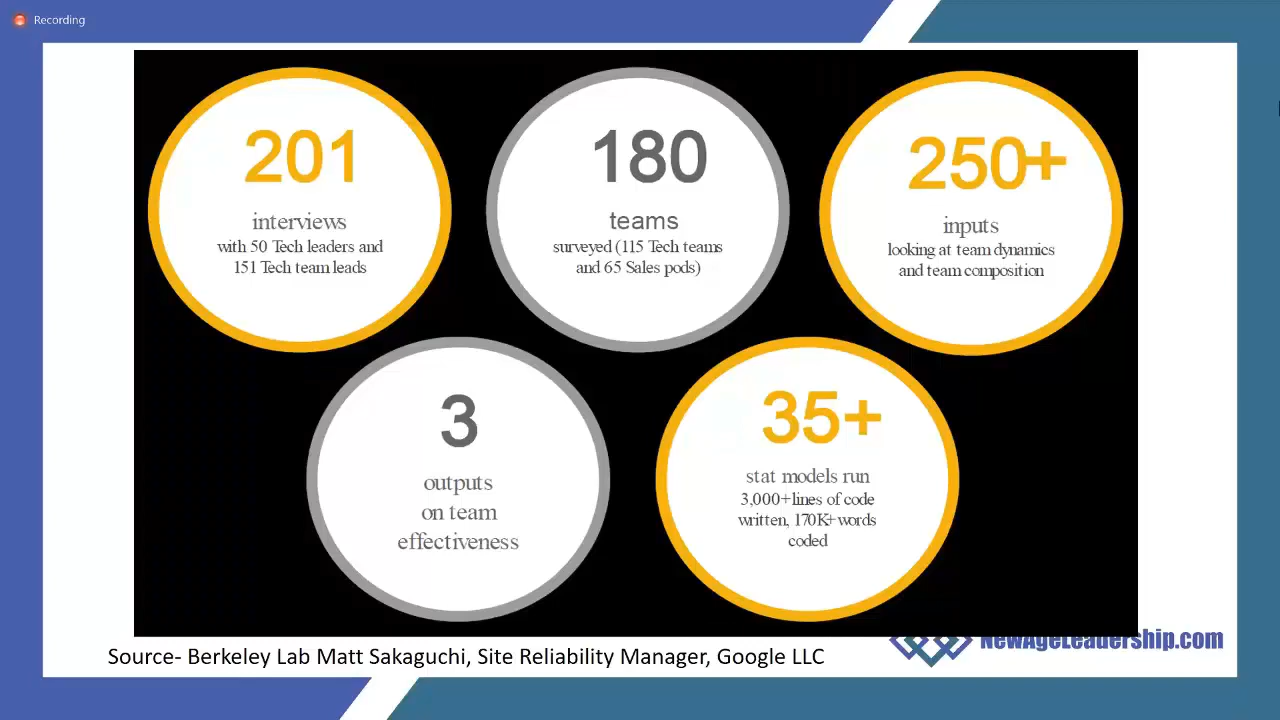 Recording
201
interviews
with 50 Tech leaders and
151 Tech team leads
180
teams
surveyed (115 Tech teams
and 65 Sales pods)
250+
inputs
looking at team dynamics
and team composition
3
outputs
on team
effectiveness
35+
stat models run
3,000+lines of code
written, 170K+words
coded
NewAgeLeadership.com
Source- Berkeley Lab Matt Sakaguchi, Site Reliability Manager, Google LLC